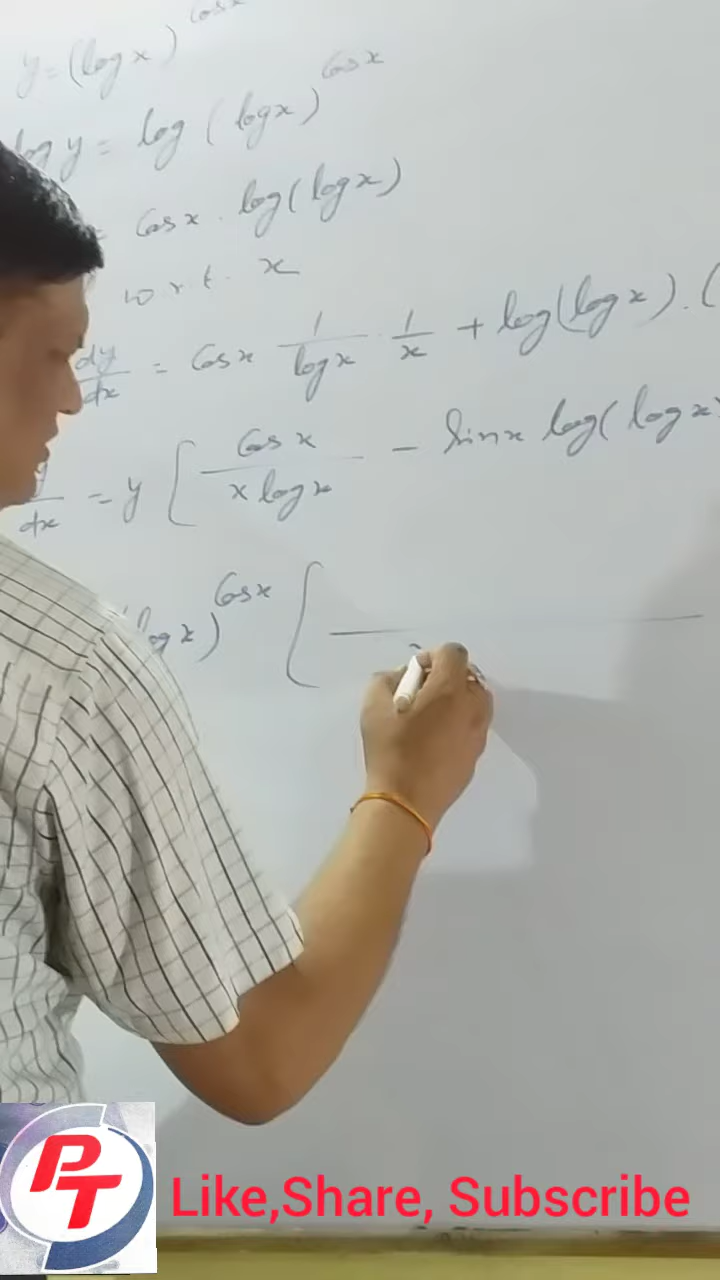 y = (log x)^cos x
log y = log (log x)^cos x
= cos x . log(log x)
w.r.t. x
dy/dx = cos x 1/log x . 1/x + log(log x) . (
dx = y [ cos x / x log x - sin x log(log x)
log x)^cos x [
PT
Like,Share, Subscribe